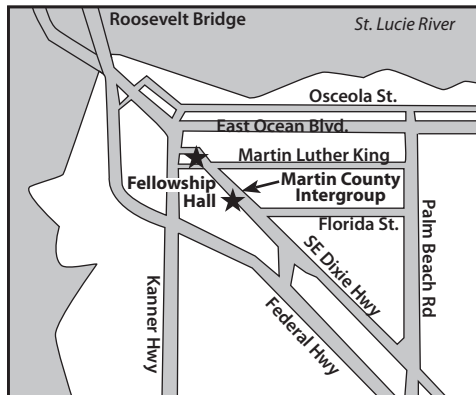 Roosevelt Bridge
St. Lucie River
Osceola St.
East Ocean Blvd.
Martin Luther King
Fellowship
Hall
Martin County
Intergroup
Florida St.
SE Dixie Hwy
Palm Beach Rd
Kanner Hwy
Federal Hwy